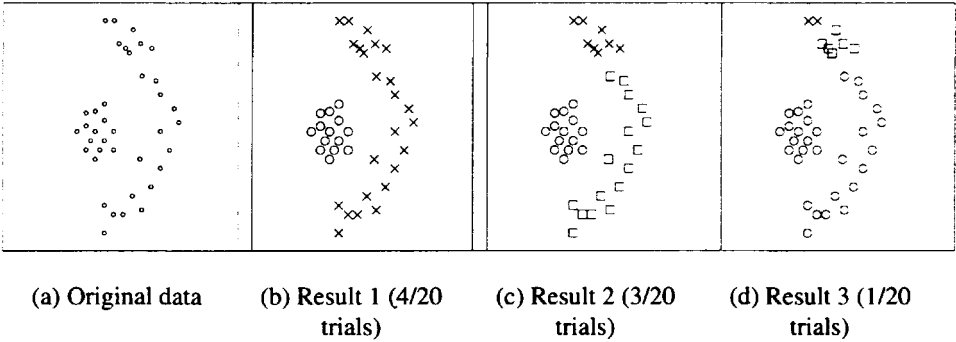 (a) Original data
(b) Result 1 (4/20
trials)
(c) Result 2 (3/20
trials)
(d) Result 3 (1/20
trials)